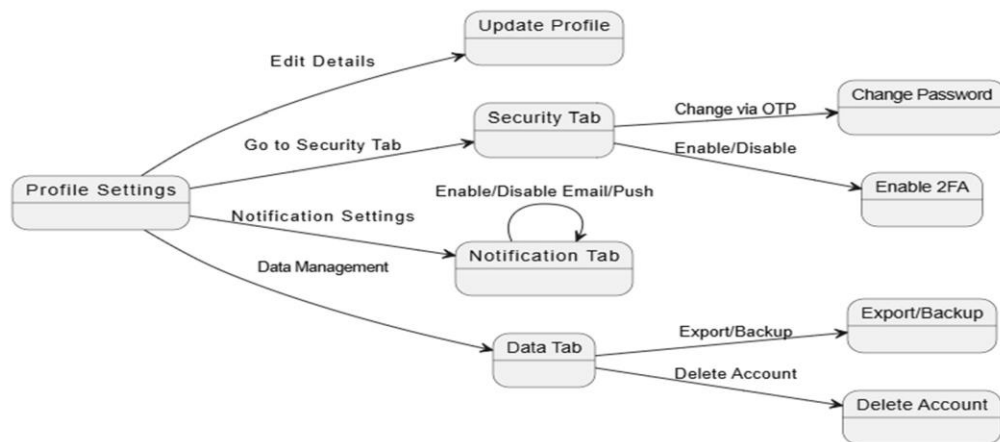 Update Profile
Edit Details
Change Password
Change via OTP
Security Tab
Go to Security Tab
Enable/Disable
Profile Settings
Enable 2FA
Enable/Disable Email/Push
Notification Settings
Notification Tab
Data Management
Export/Backup
Export/Backup
Data Tab
Delete Account
Delete Account